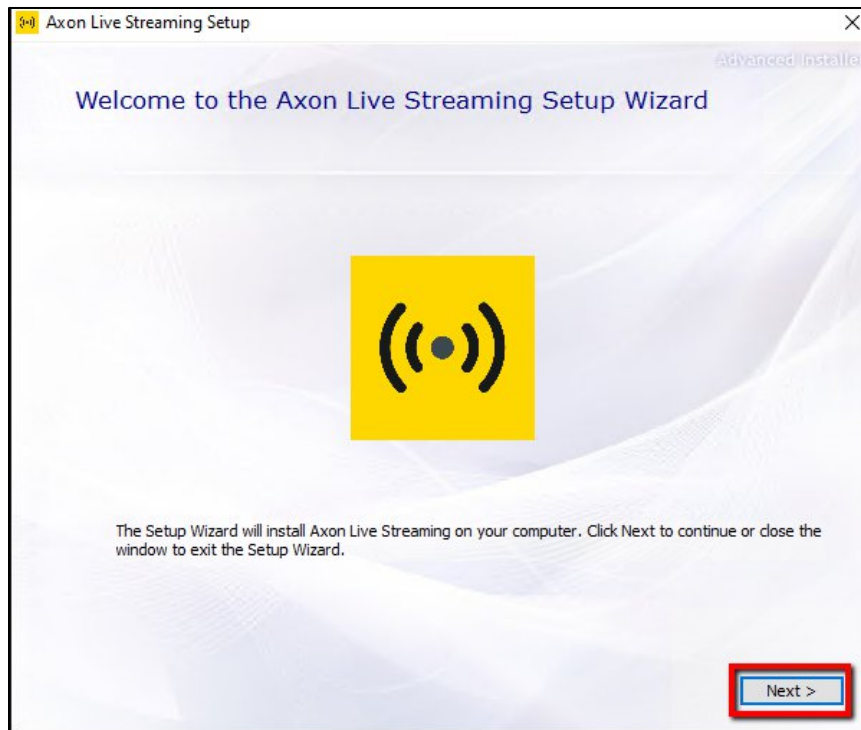 Axon Live Streaming Setup
Advanced Installe
Welcome to the Axon Live Streaming Setup Wizard
The Setup Wizard will install Axon Live Streaming on your computer. Click Next to continue or close the
window to exit the Setup Wizard.
Next >